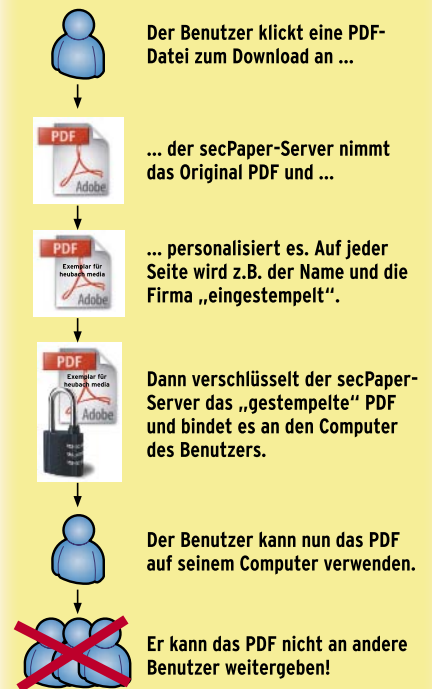 Der Benutzer klickt eine PDF-
Datei zum Download an ...
PDF
Adobe
... der secPaper-Server nimmt
das Original PDF und ...
PDF
Exemplar für
heubach media
Adobe
... personalisiert es. Auf jeder
Seite wird z.B. der Name und die
Firma „eingestempelt“.
PDF
Exemplar für
heubach media
Adobe
Dann verschlüsselt der secPaper-
Server das „gestempelte“ PDF
und bindet es an den Computer
des Benutzers.
Der Benutzer kann nun das PDF
auf seinem Computer verwenden.
Er kann das PDF nicht an andere
Benutzer weitergeben!